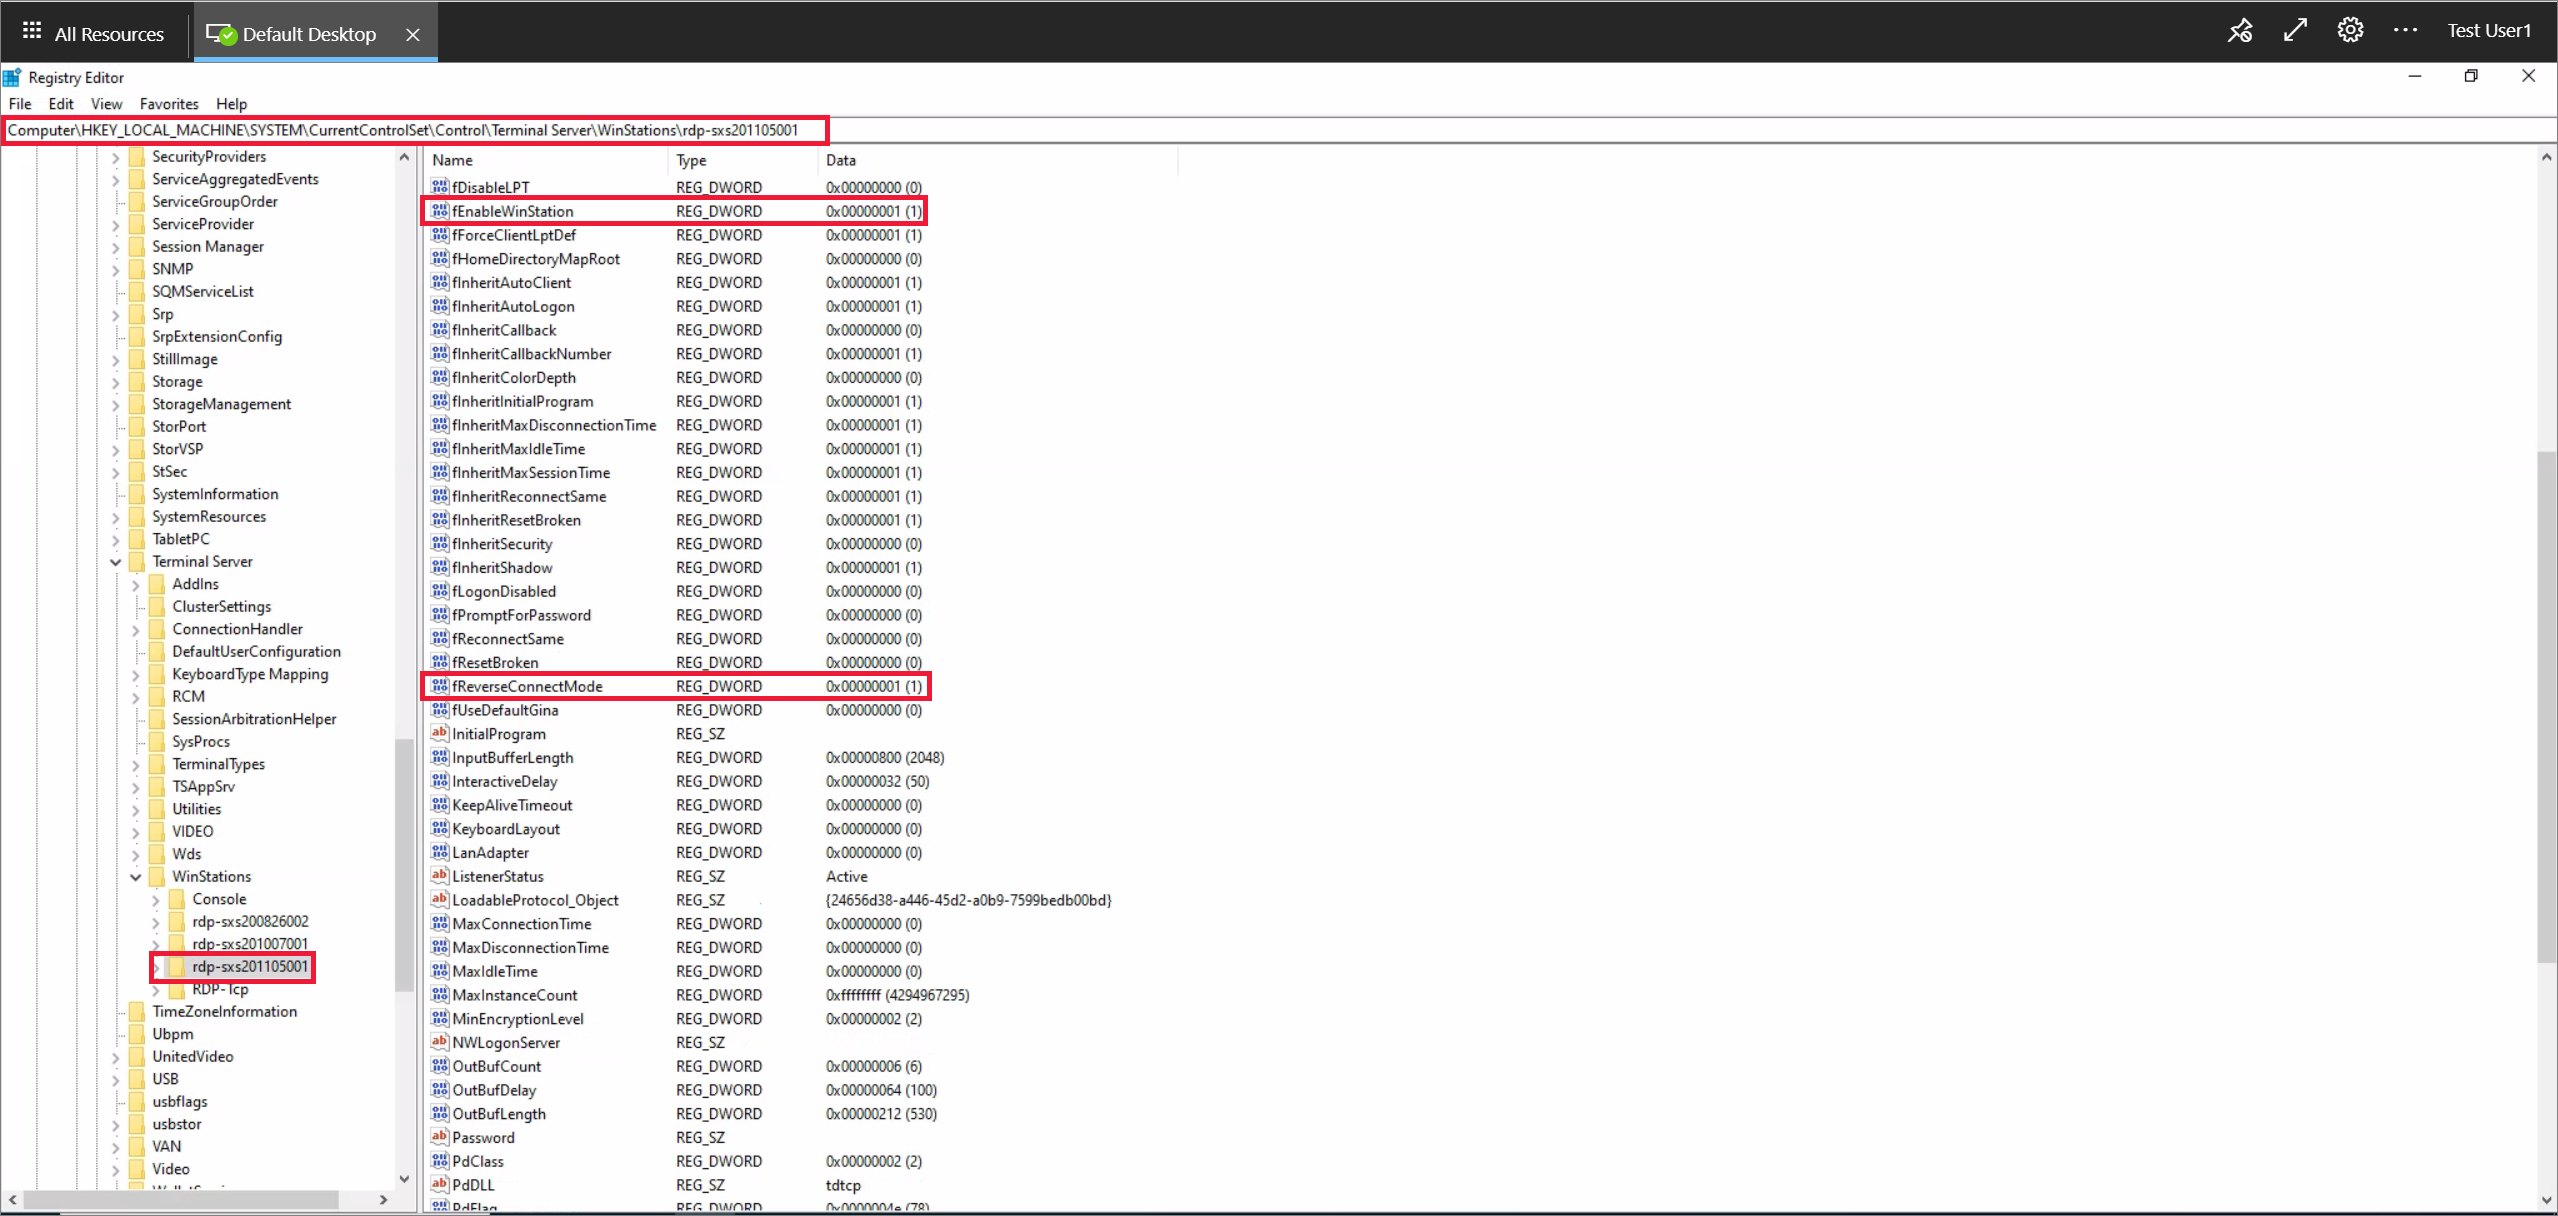 All Resources
Default Desktop
Test User1
Registry Editor
File Edit View Favorites Help
Computer\HKEY_LOCAL_MACHINE\SYSTEM\CurrentControlSet\Control\Terminal Server\WinStations\rdp-sxs201105001
SecurityProviders
ServiceAggregatedEvents
ServiceGroupOrder
ServiceProvider
Session Manager
SNMP
SQMServiceList
Srp
SrpExtensionConfig
StillImage
Storage
StorageManagement
StorPort
StorVSP
StSec
SystemInformation
SystemResources
TabletPC
Terminal Server
AddIns
ClusterSettings
ConnectionHandler
DefaultUserConfiguration
KeyboardType Mapping
RCM
SessionArbitrationHelper
SysProcs
TerminalTypes
TSAppSrv
Utilities
VIDEO
Wds
WinStations
Console
rdp-sxs200826002
rdp-sxs201007001
rdp-sxs201105001
RDP-Tcp
TimeZoneInformation
Ubpm
UnitedVideo
USB
usbflags
usbstor
VAN
Video
Name Type Data
fDisableLPT REG_DWORD 0x00000000 (0)
fEnableWinStation REG_DWORD 0x00000001 (1)
fForceClientLptDef REG_DWORD 0x00000001 (1)
fHomeDirectoryMapRoot REG_DWORD 0x00000000 (0)
fInheritAutoClient REG_DWORD 0x00000001 (1)
fInheritAutoLogon REG_DWORD 0x00000001 (1)
fInheritCallback REG_DWORD 0x00000000 (0)
fInheritCallbackNumber REG_DWORD 0x00000001 (1)
fInheritColorDepth REG_DWORD 0x00000000 (0)
fInheritInitialProgram REG_DWORD 0x00000001 (1)
fInheritMaxDisconnectionTime REG_DWORD 0x00000001 (1)
fInheritMaxIdleTime REG_DWORD 0x00000001 (1)
fInheritMaxSessionTime REG_DWORD 0x00000001 (1)
fInheritReconnectSame REG_DWORD 0x00000001 (1)
fInheritResetBroken REG_DWORD 0x00000001 (1)
fInheritSecurity REG_DWORD 0x00000000 (0)
fInheritShadow REG_DWORD 0x00000001 (1)
fLogonDisabled REG_DWORD 0x00000000 (0)
fPromptForPassword REG_DWORD 0x00000000 (0)
fReconnectSame REG_DWORD 0x00000000 (0)
fResetBroken REG_DWORD 0x00000000 (0)
fReverseConnectMode REG_DWORD 0x00000001 (1)
fUseDefaultGina REG_DWORD 0x00000000 (0)
InitialProgram REG_SZ
InputBufferLength REG_DWORD 0x00000800 (2048)
InteractiveDelay REG_DWORD 0x00000032 (50)
KeepAliveTimeout REG_DWORD 0x00000000 (0)
KeyboardLayout REG_DWORD 0x00000000 (0)
LanAdapter REG_DWORD 0x00000000 (0)
ListenerStatus REG_SZ Active
LoadableProtocol_Object REG_SZ {24656d38-a446-45d2-a0b9-7599bedb00bd}
MaxConnectionTime REG_DWORD 0x00000000 (0)
MaxDisconnectionTime REG_DWORD 0x00000000 (0)
MaxIdleTime REG_DWORD 0x00000000 (0)
MaxInstanceCount REG_DWORD 0xffffffff (4294967295)
MinEncryptionLevel REG_DWORD 0x00000002 (2)
NWLogonServer REG_SZ
OutBufCount REG_DWORD 0x00000006 (6)
OutBufDelay REG_DWORD 0x00000064 (100)
OutBufLength REG_DWORD 0x00000212 (530)
Password REG_SZ
PdClass REG_DWORD 0x00000002 (2)
PdDLL REG_SZ tdtcp
PdFlag REG_DWORD 0x0000004e (78)